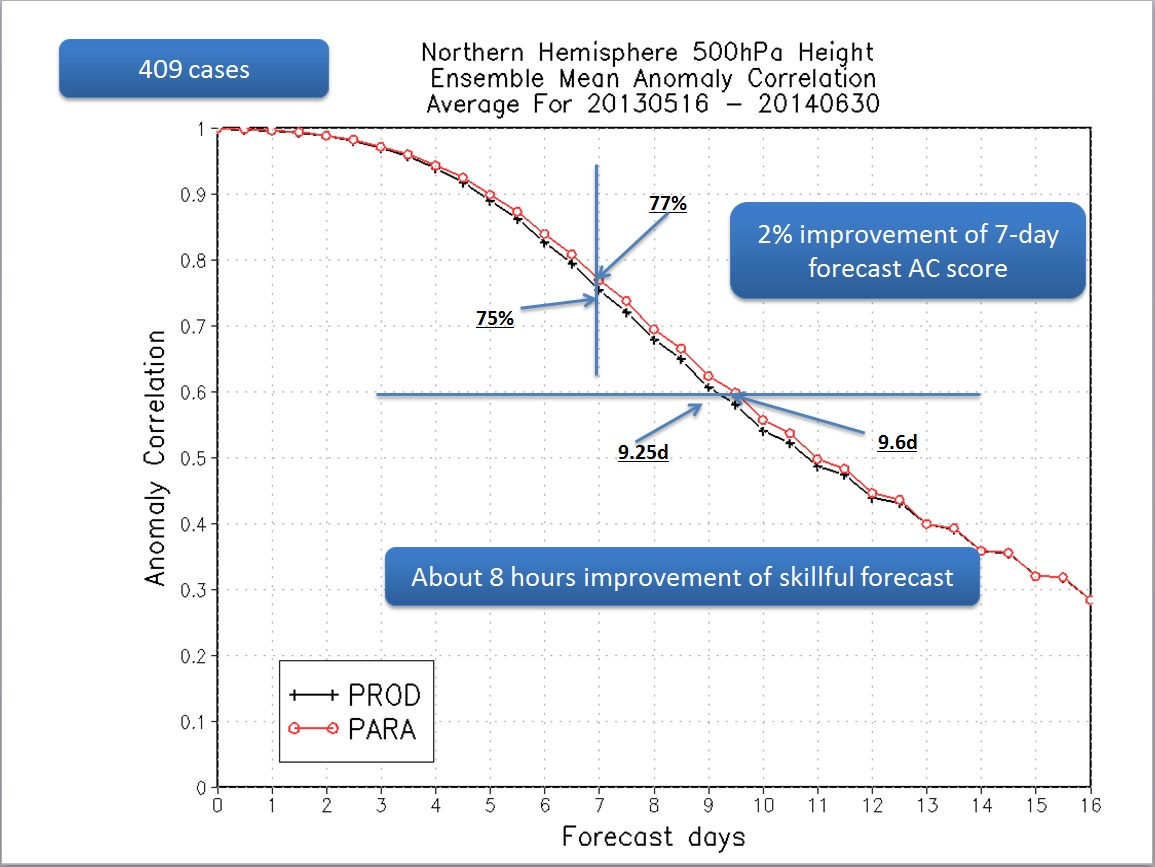 409 cases
Northern Hemisphere 500hPa Height
Ensemble Mean Anomaly Correlation
Average For 20130516 – 20140630
1
0.9
0.8
0.7
0.6
0.5
0.4
0.3
0.2
0.1
0
Anomaly Correlation
77%
2% improvement of 7-day
forecast AC score
75%
9.25d
9.6d
About 8 hours improvement of skillful forecast
PROD
PARA
0 1 2 3 4 5 6 7 8 9 10 11 12 13 14 15 16
Forecast days